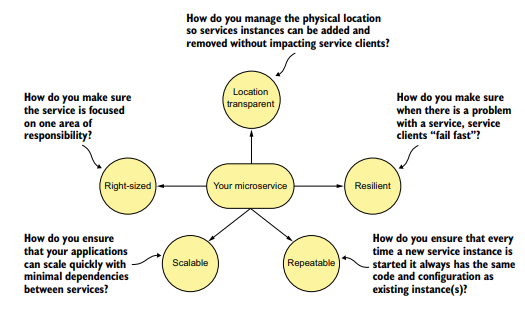 How do you manage the physical location
so services instances can be added and
removed without impacting service clients?
Location
transparent
How do you make sure
the service is focused
on one area of
responsibility?
How do you make sure
when there is a problem
with a service, service
clients “fail fast”?
Right-sized
Your microservice
Resilient
How do you ensure
that your applications
can scale quickly with
minimal dependencies
between services?
Scalable
Repeatable
How do you ensure that every
time a new service instance is
started it always has the same
code and configuration as
existing instance(s)?